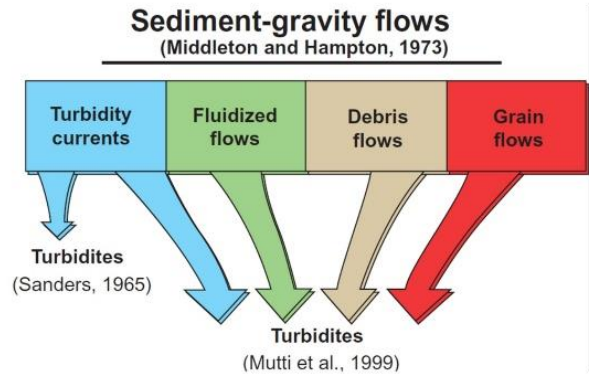 Sediment-gravity flows
(Middleton and Hampton, 1973)
Turbidity
currents
Fluidized
flows
Debris
flows
Grain
flows
Turbidites
(Sanders, 1965)
Turbidites
(Mutti et al., 1999)